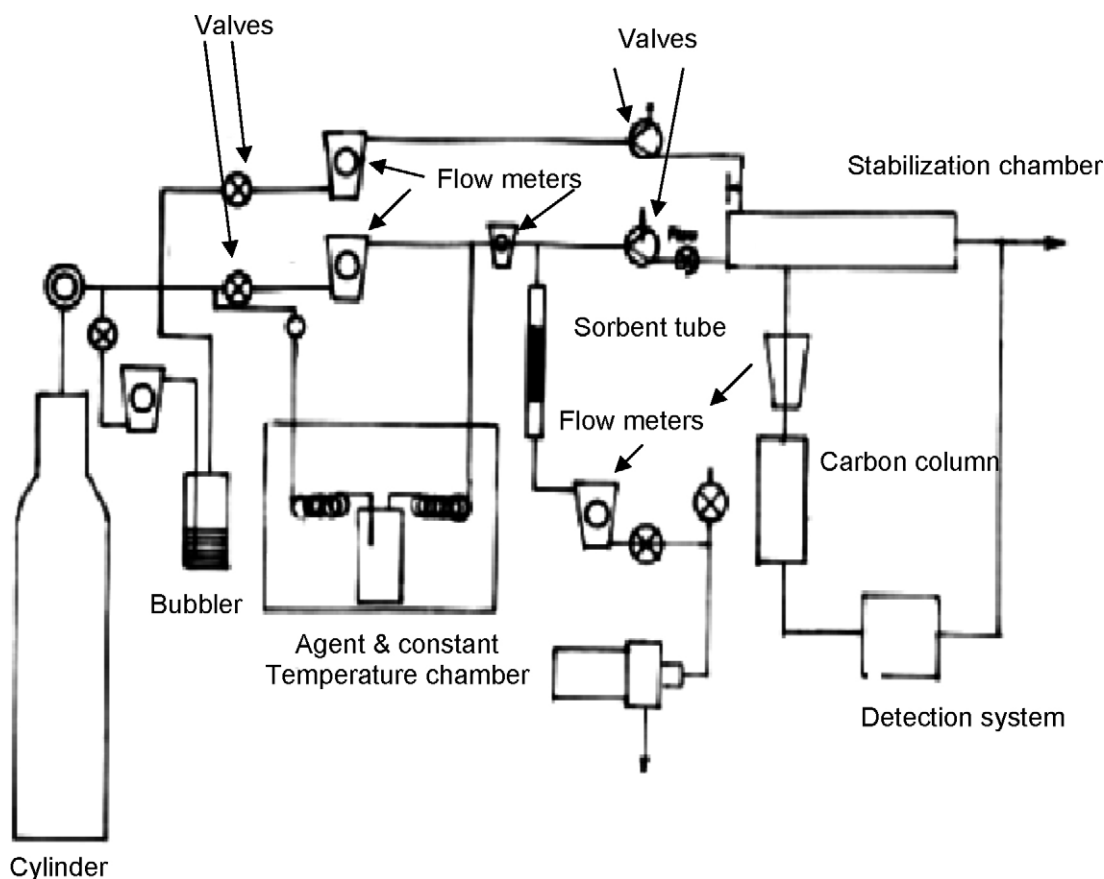 Valves
Valves
Stabilization chamber
Flow meters
Sorbent tube
Flow meters
Carbon column
Bubbler
Agent & constant
Temperature chamber
Detection system
Cylinder